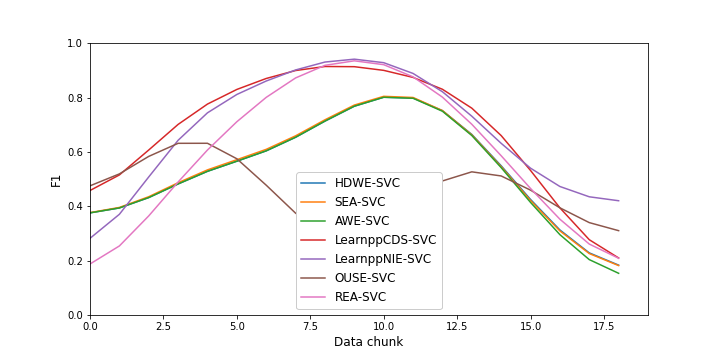 1.0
0.8
0.6
0.4
0.2
0.0
F1
HDWE-SVC
SEA-SVC
AWE-SVC
LearnppCDS-SVC
LearnppNIE-SVC
OUSE-SVC
REA-SVC
0.0 2.5 5.0 7.5 10.0 12.5 15.0 17.5
Data chunk